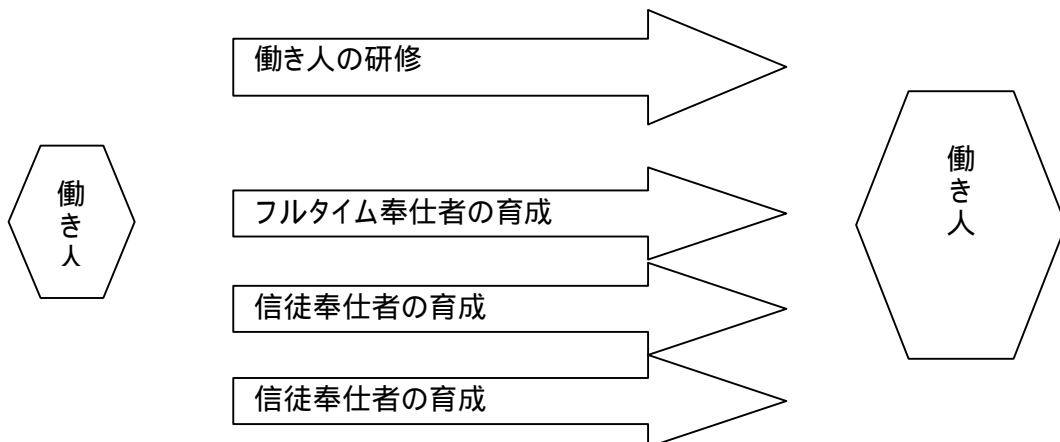 働き人の研修
働き人
フルタイム奉仕者の育成
信徒奉仕者の育成
信徒奉仕者の育成
働き人